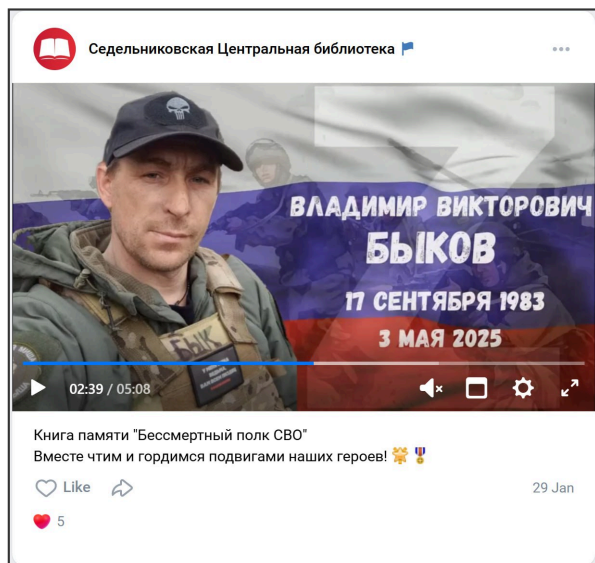 Седельниковская Центральная библиотека
ВЛАДИМИР ВИКТОРОВИЧ
БЫКОВ
17 СЕНТЯБРЯ 1983
3 МАЯ 2025
БЫК
02:39 / 05:08
Книга памяти "Бессмертный полк СВО"
Вместе чтим и гордимся подвигами наших героев!
Like
29 Jan
5